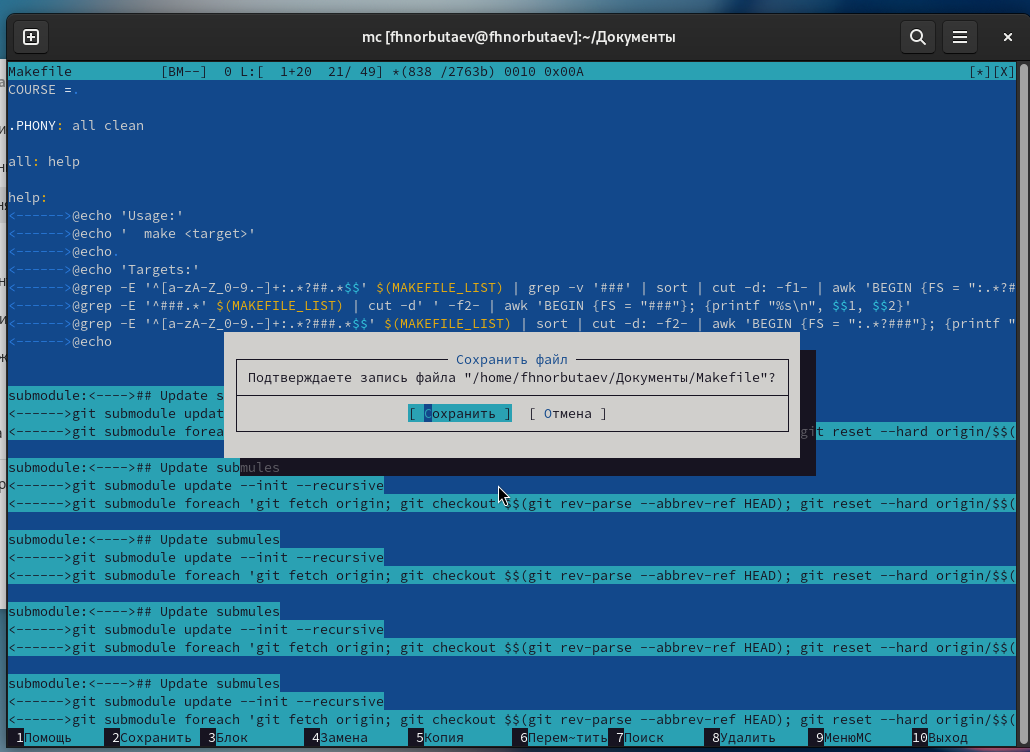 mc [fhnorbutaev@fhnorbutaev]:~/Документы
Makefile [BM--] 0 L:[ 1+20 21/ 49] *(838 /2763b) 0010 0x00A [*][X]
COURSE =.
.PHONY: all clean
all: help
help:
<------>@echo 'Usage:'
<------>@echo '  make <target>'
<------>@echo.
<------>@echo 'Targets:'
<------>@grep -E '^[a-zA-Z_0-9.-]+:.*?##.*$$' $(MAKEFILE_LIST) | grep -v '###' | sort | cut -d: -f1- | awk 'BEGIN {FS = ":.*?#
<------>@grep -E '^###.*' $(MAKEFILE_LIST) | cut -d' ' -f2- | awk 'BEGIN {FS = "###"}; {printf "%s\n", $$1, $$2}'
<------>@grep -E '^[a-zA-Z_0-9.-]+:.*?###.*$$' $(MAKEFILE_LIST) | sort | cut -d: -f2- | awk 'BEGIN {FS = ":.*?###"}; {printf "
<------>@echo
Сохранить файл
Подтверждаете запись файла "/home/fhnorbutaev/Документы/Makefile"?
[ Сохранить ] [ Отмена ]
submodule:<---->## Update s
<------>git submodule updat
<------>git submodule forea git reset --hard origin/$$(
submodule:<---->## Update submules
<------>git submodule update --init --recursive
<------>git submodule foreach 'git fetch origin; git checkout $$(git rev-parse --abbrev-ref HEAD); git reset --hard origin/$$(
submodule:<---->## Update submules
<------>git submodule update --init --recursive
<------>git submodule foreach 'git fetch origin; git checkout $$(git rev-parse --abbrev-ref HEAD); git reset --hard origin/$$(
submodule:<---->## Update submules
<------>git submodule update --init --recursive
<------>git submodule foreach 'git fetch origin; git checkout $$(git rev-parse --abbrev-ref HEAD); git reset --hard origin/$$(
submodule:<---->## Update submules
<------>git submodule update --init --recursive
<------>git submodule foreach 'git fetch origin; git checkout $$(git rev-parse --abbrev-ref HEAD); git reset --hard origin/$$(
1Помощь 2Сохранить 3Блок 4Замена 5Копия 6Перем~тить 7Поиск 8Удалить 9МенюМС 10Выход